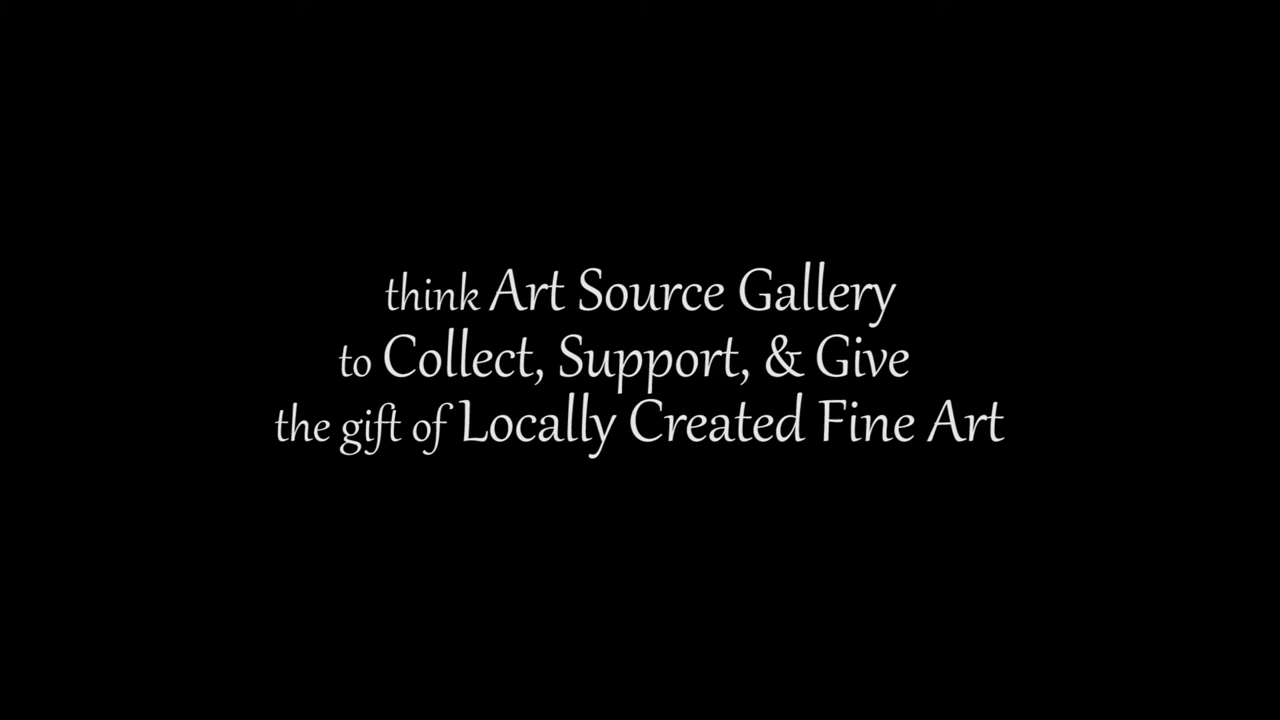 think Art Source Gallery
to Collect, Support, & Give
the gift of Locally Created Fine Art